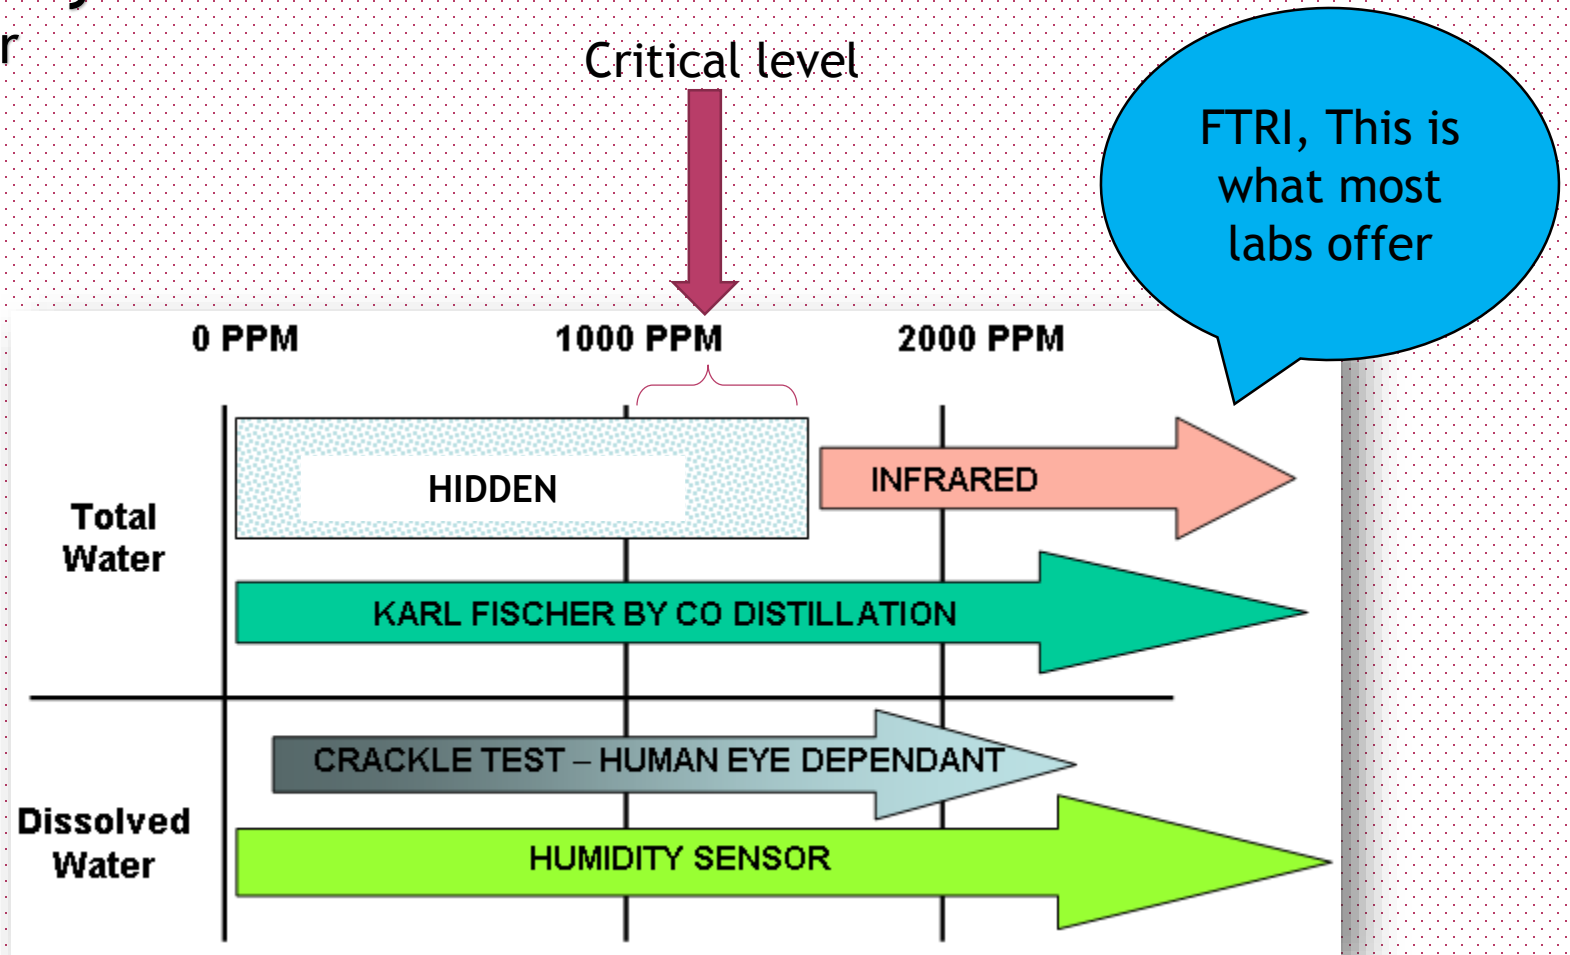 r
Critical level
FTRI, This is
what most
labs offer
0 PPM
1000 PPM
2000 PPM
HIDDEN
INFRARED
Total
Water
KARL FISCHER BY CO DISTILLATION
CRACKLE TEST – HUMAN EYE DEPENDANT
Dissolved
Water
HUMIDITY SENSOR